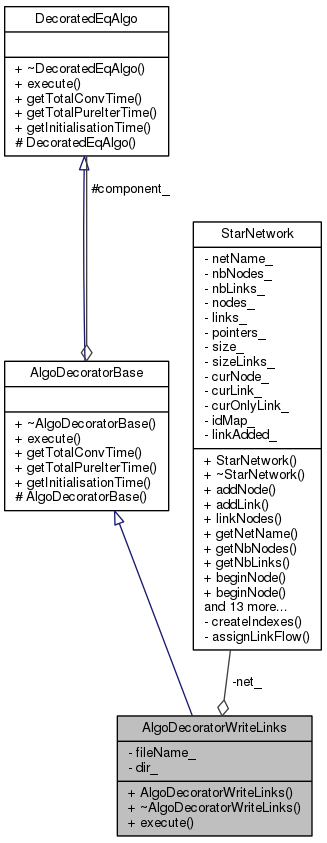 DecoratedEqAlgo
+ ~DecoratedEqAlgo()
+ execute()
+ getTotalConvTime()
+ getTotalPureIterTime()
+ getInitialisationTime()
# DecoratedEqAlgo()
#component_
StarNetwork
- netName_
- nbNodes_
- nbLinks_
- nodes_
- links_
- pointers_
- size_
- sizeLinks_
- curNode_
- curLink_
- curOnlyLink_
- idMap_
- linkAdded_
+ StarNetwork()
+ ~StarNetwork()
+ addNode()
+ addLink()
+ linkNodes()
+ getNetName()
+ getNbNodes()
+ getNbLinks()
+ beginNode()
+ beginNode()
and 13 more...
- createIndexes()
- assignLinkFlow()
AlgoDecoratorBase
+ ~AlgoDecoratorBase()
+ execute()
+ getTotalConvTime()
+ getTotalPureIterTime()
+ getInitialisationTime()
# AlgoDecoratorBase()
-net_
AlgoDecoratorWriteLinks
- fileName_
- dir_
+ AlgoDecoratorWriteLinks()
+ ~AlgoDecoratorWriteLinks()
+ execute()